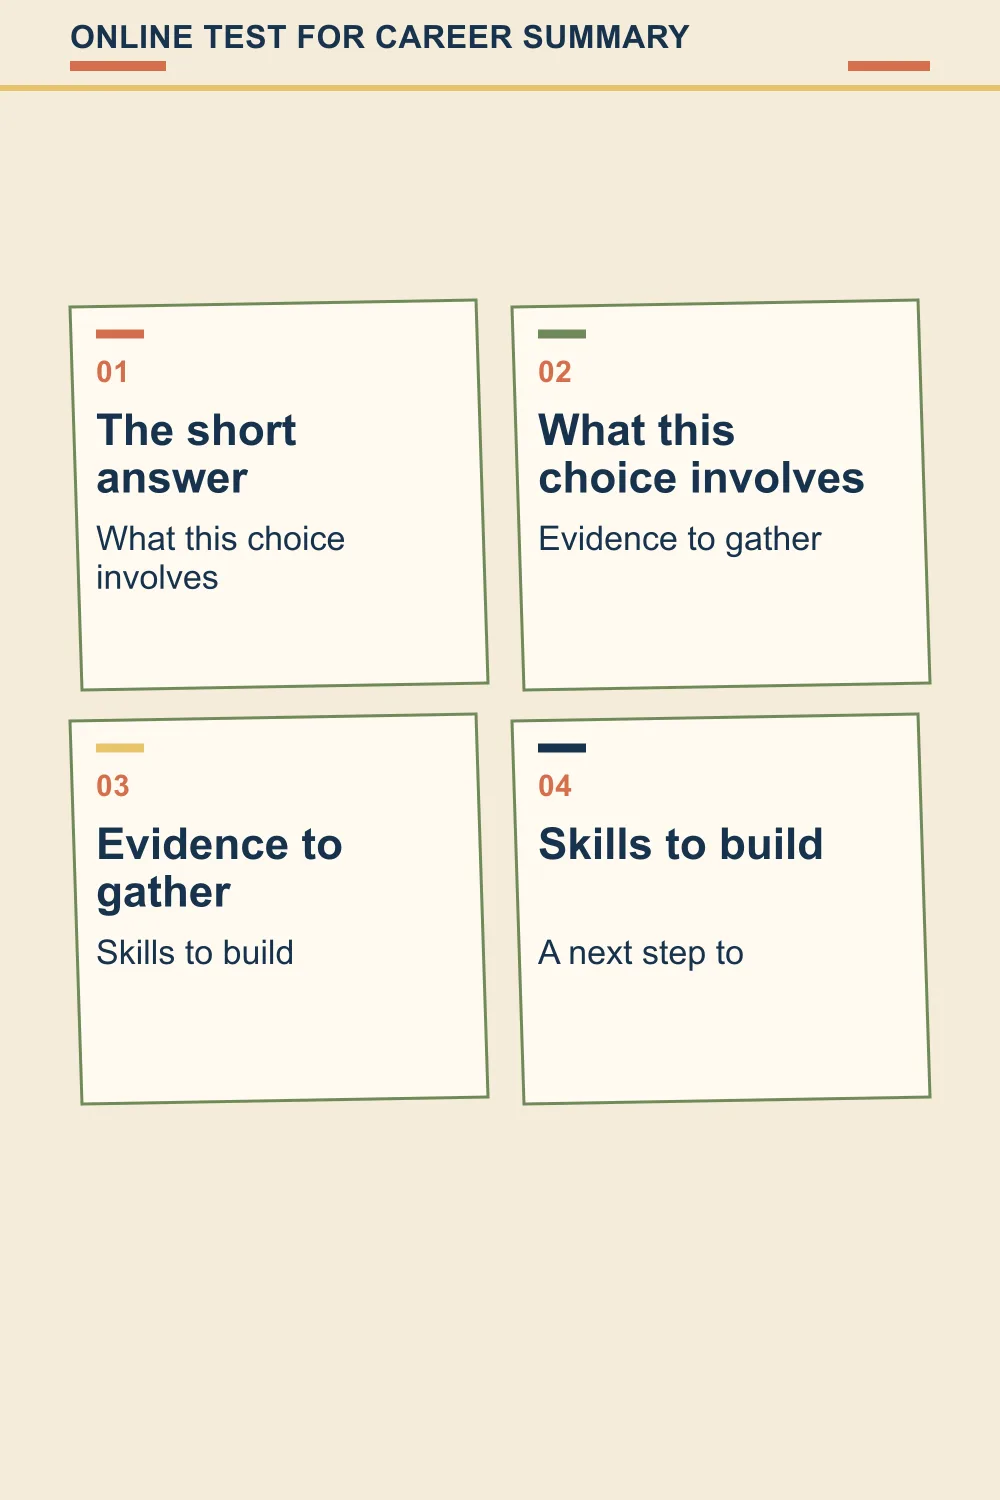 ONLINE TEST FOR CAREER SUMMARY
01
The short
answer
What this choice
involves
02
What this
choice involves
Evidence to gather
03
Evidence to
gather
Skills to build
04
Skills to build
A next step to